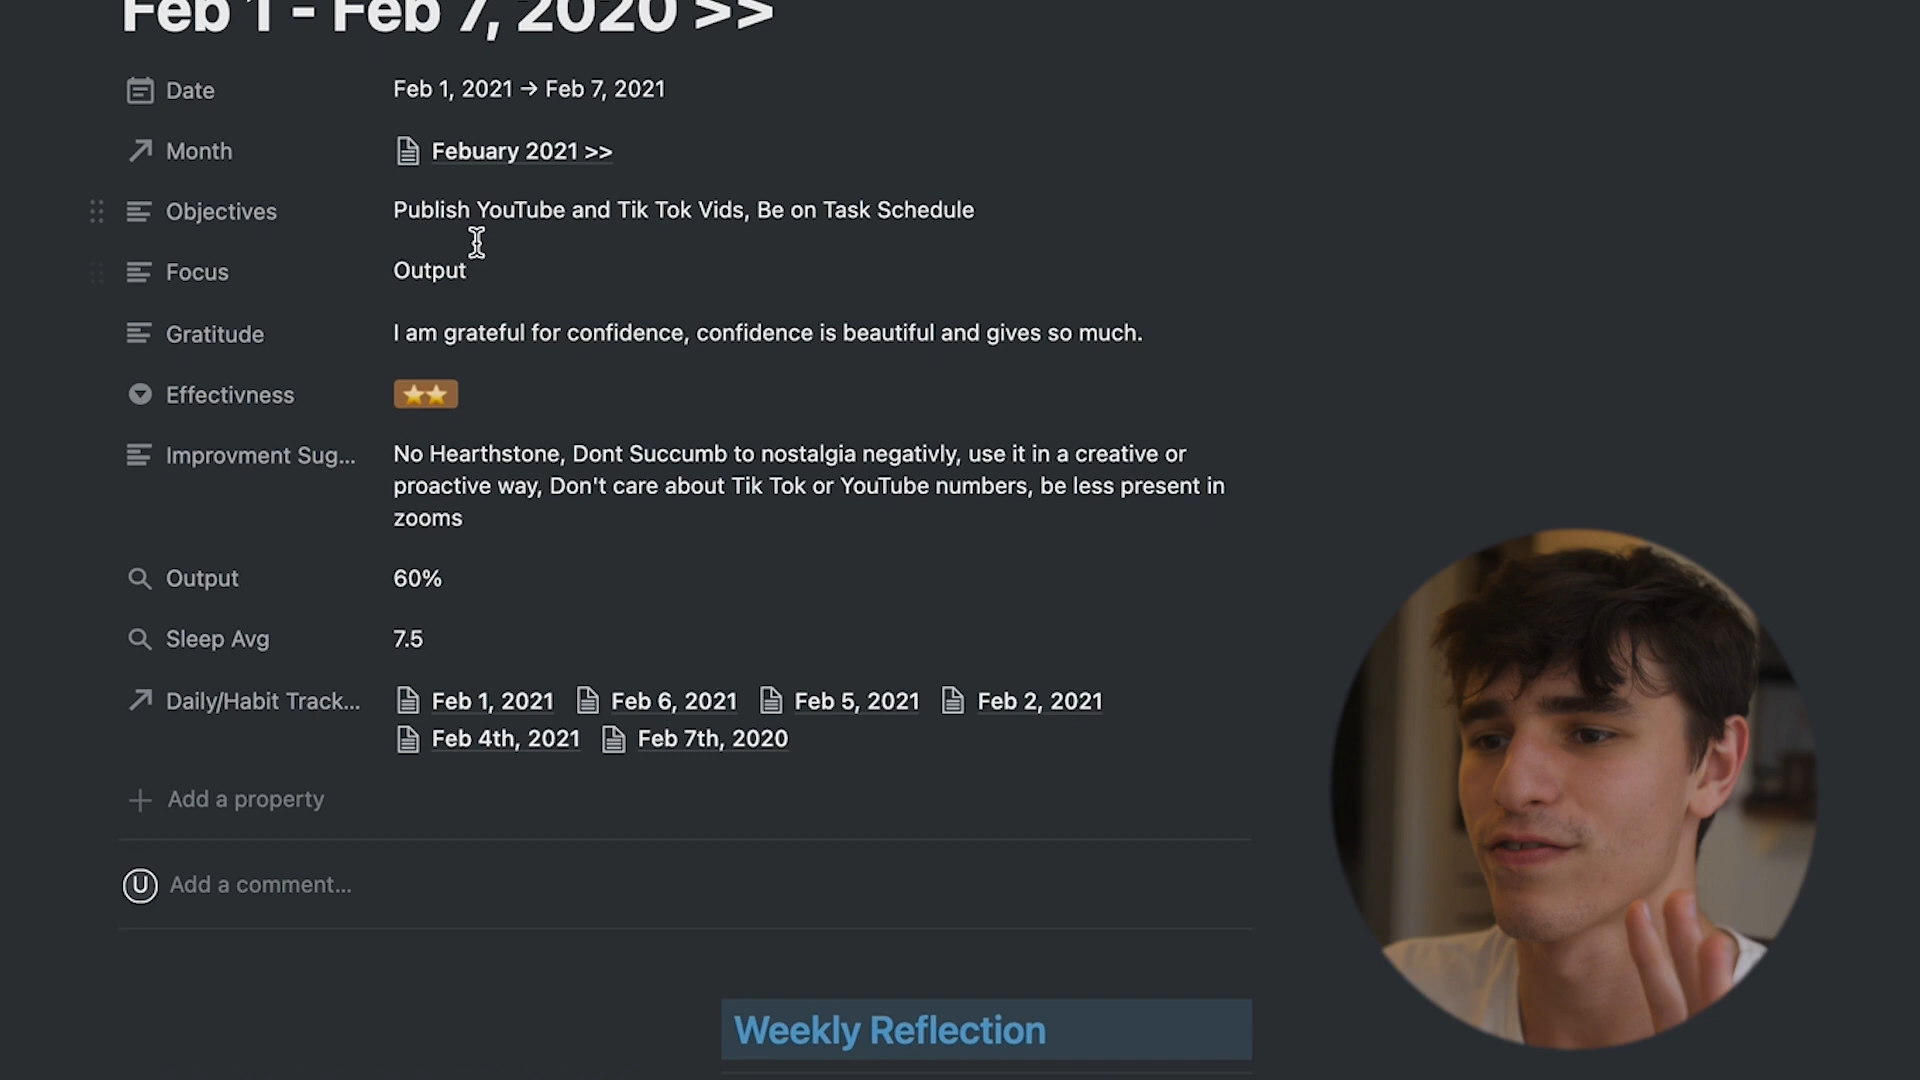 Feb 1 - Feb 7, 2020 >>
Date Feb 1, 2021 → Feb 7, 2021
Month Febuary 2021 >>
Objectives Publish YouTube and Tik Tok Vids, Be on Task Schedule
Focus Output
Gratitude I am grateful for confidence, confidence is beautiful and gives so much.
Effectivness ⭐⭐
Improvment Sug... No Hearthstone, Dont Succumb to nostalgia negativly, use it in a creative or
proactive way, Don't care about Tik Tok or YouTube numbers, be less present in
zooms
Output 60%
Sleep Avg 7.5
Daily/Habit Track... Feb 1, 2021 Feb 6, 2021 Feb 5, 2021 Feb 2, 2021
Feb 4th, 2021 Feb 7th, 2020
Add a property
U Add a comment...
Weekly Reflection